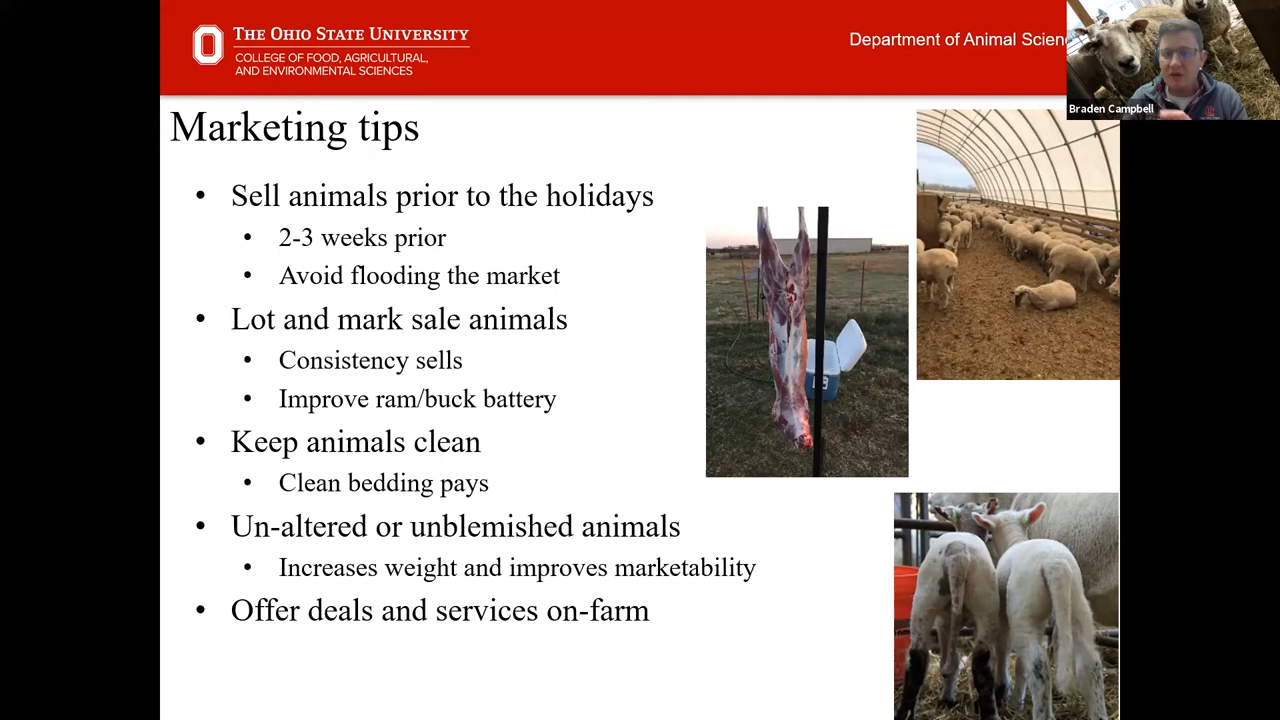 THE OHIO STATE UNIVERSITY
COLLEGE OF FOOD, AGRICULTURAL,
AND ENVIRONMENTAL SCIENCES
Department of Animal Scien
Braden Campbell
Marketing tips
• Sell animals prior to the holidays
• 2-3 weeks prior
• Avoid flooding the market
• Lot and mark sale animals
• Consistency sells
• Improve ram/buck battery
• Keep animals clean
• Clean bedding pays
• Un-altered or unblemished animals
• Increases weight and improves marketability
• Offer deals and services on-farm